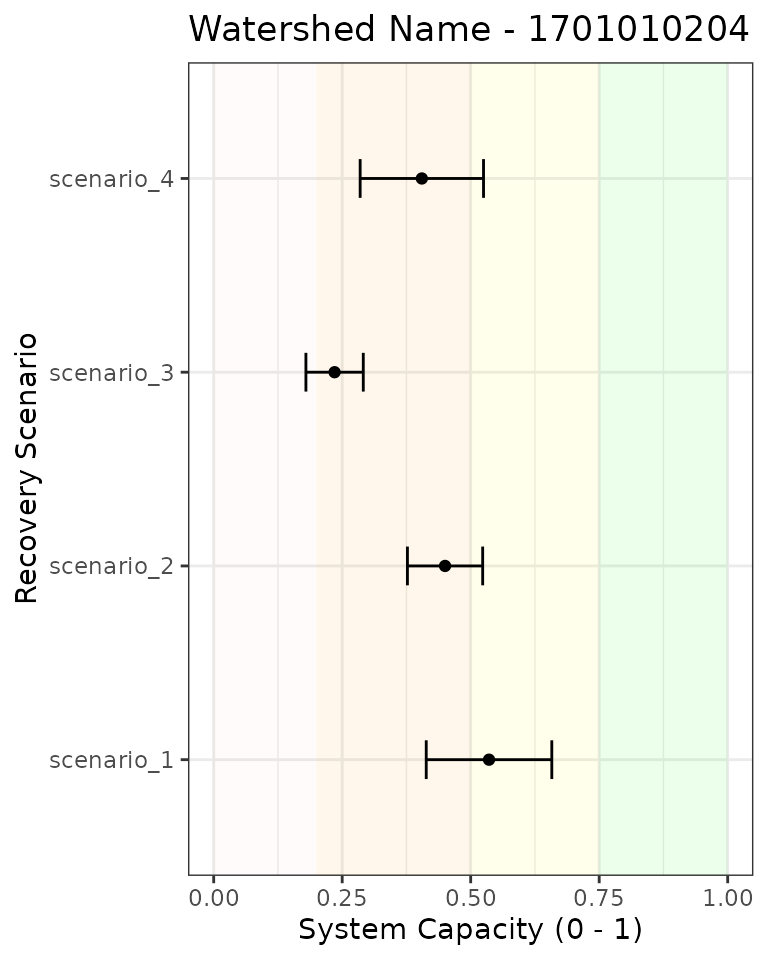 Watershed Name - 1701010204
scenario_4
scenario_3
scenario_2
scenario_1
Recovery Scenario
0.00 0.25 0.50 0.75 1.00
System Capacity (0 - 1)